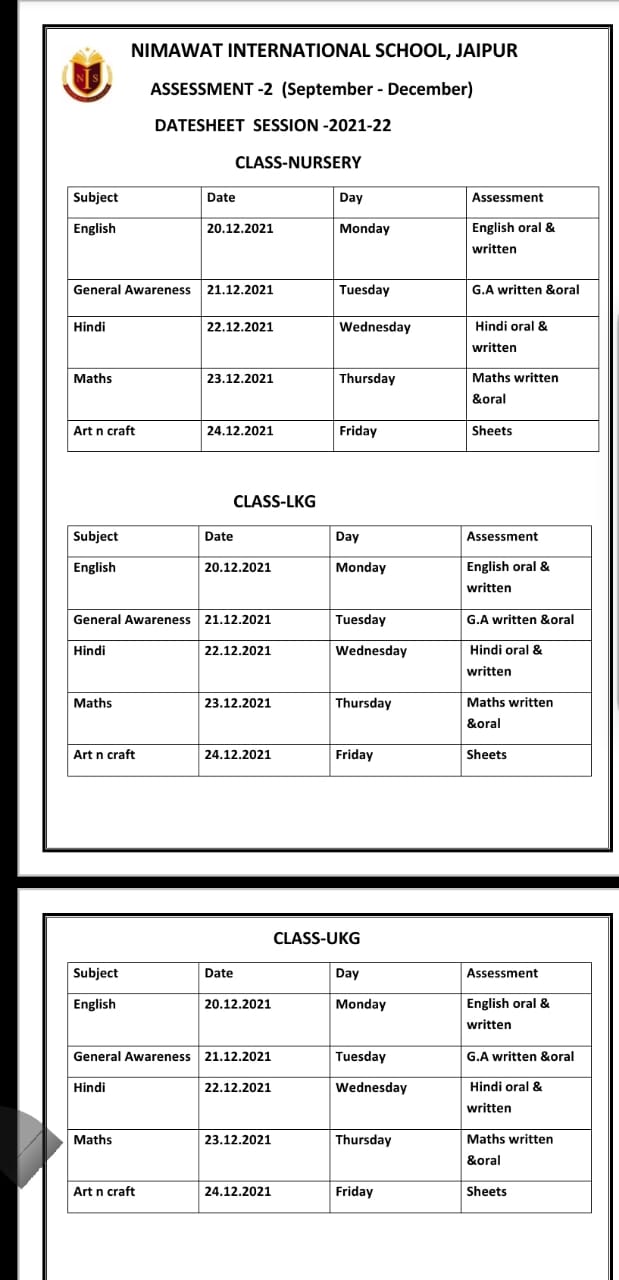 NIS
NIMAWAT INTERNATIONAL SCHOOL, JAIPUR
ASSESSMENT -2 (September - December)
DATESHEET SESSION -2021-22
CLASS-NURSERY
Subject Date Day Assessment
English 20.12.2021 Monday English oral &
written
General Awareness 21.12.2021 Tuesday G.A written &oral
Hindi 22.12.2021 Wednesday Hindi oral &
written
Maths 23.12.2021 Thursday Maths written
&oral
Art n craft 24.12.2021 Friday Sheets
CLASS-LKG
Subject Date Day Assessment
English 20.12.2021 Monday English oral &
written
General Awareness 21.12.2021 Tuesday G.A written &oral
Hindi 22.12.2021 Wednesday Hindi oral &
written
Maths 23.12.2021 Thursday Maths written
&oral
Art n craft 24.12.2021 Friday Sheets
CLASS-UKG
Subject Date Day Assessment
English 20.12.2021 Monday English oral &
written
General Awareness 21.12.2021 Tuesday G.A written &oral
Hindi 22.12.2021 Wednesday Hindi oral &
written
Maths 23.12.2021 Thursday Maths written
&oral
Art n craft 24.12.2021 Friday Sheets